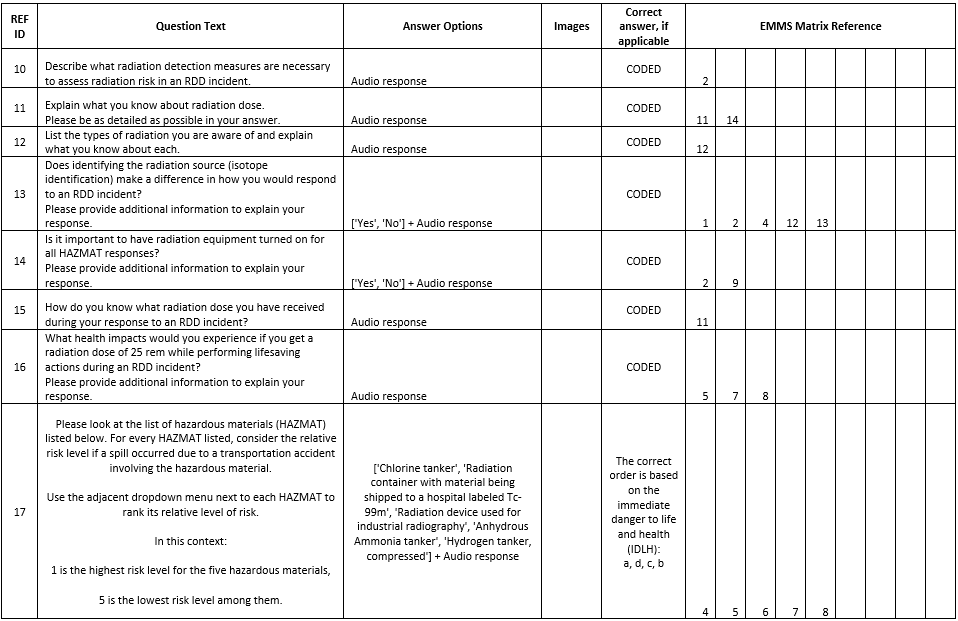 REF ID Question Text Answer Options Images Correct answer, if applicable EMMS Matrix Reference
10
Describe what radiation detection measures are necessary
to assess radiation risk in an RDD incident.
Audio response
CODED
2
11
Explain what you know about radiation dose.
Please be as detailed as possible in your answer.
Audio response
CODED
11 14
12
List the types of radiation you are aware of and explain
what you know about each.
Audio response
CODED
12
13
Does identifying the radiation source (isotope
identification) make a difference in how you would respond
to an RDD incident?
Please provide additional information to explain your
response.
['Yes', 'No'] + Audio response
CODED
1 2 4 12 13
14
Is it important to have radiation equipment turned on for
all HAZMAT responses?
Please provide additional information to explain your
response.
['Yes', 'No'] + Audio response
CODED
2 9
15
How do you know what radiation dose you have received
during your response to an RDD incident?
Audio response
CODED
11
16
What health impacts would you experience if you get a
radiation dose of 25 rem while performing lifesaving
actions during an RDD incident?
Please provide additional information to explain your
response.
Audio response
CODED
5 7 8
17
Please look at the list of hazardous materials (HAZMAT)
listed below. For every HAZMAT listed, consider the relative
risk level if a spill occurred due to a transportation accident
involving the hazardous material.
Use the adjacent dropdown menu next to each HAZMAT to
rank its relative level of risk.
In this context:
1 is the highest risk level for the five hazardous materials,
5 is the lowest risk level among them.
['Chlorine tanker', 'Radiation
container with material being
shipped to a hospital labeled Tc-
99m', 'Radiation device used for
industrial radiography', 'Anhydrous
Ammonia tanker', 'Hydrogen tanker,
compressed'] + Audio response
The correct
order is based
on the
immediate
danger to life
and health
(IDLH):
a, d, c, b
4 5 6 7 8